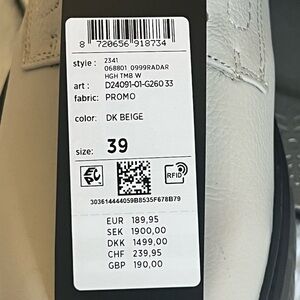 8 720656 918734
style : 2341
068801 0999RADAR
HGH TMB W
art : D24091-01-G260 33
fabric: PROMO
color: DK BEIGE
size: 39
RFID
303614444059B8535F678B79
EUR 189,95
SEK 1900,00
DKK 1499,00
CHF 239,95
GBP 190,00